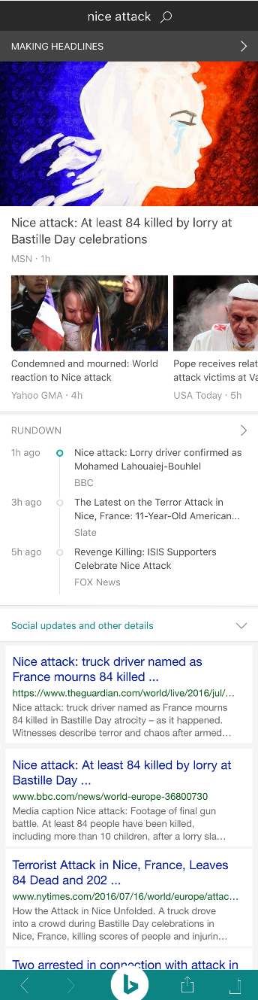 nice attack
MAKING HEADLINES
Nice attack: At least 84 killed by lorry at
Bastille Day celebrations
MSN · 1h
Condemned and mourned: World
reaction to Nice attack
Yahoo GMA · 4h
Pope receives relat
attack victims at Va
USA Today · 5h
RUNDOWN
1h ago
Nice attack: Lorry driver confirmed as
Mohamed Lahouaiej-Bouhlel
BBC
3h ago
The Latest on the Terror Attack in
Nice, France: 11-Year-Old American...
Slate
5h ago
Revenge Killing: ISIS Supporters
Celebrate Nice Attack
FOX News
Social updates and other details
Nice attack: truck driver named as
France mourns 84 killed ...
https://www.theguardian.com/world/live/2016/jul/...
Nice attack: truck driver named as France mourns
84 killed in Bastille Day atrocity – as it happened.
Witnesses describe terror and chaos after armed...
Nice attack: At least 84 killed by lorry at
Bastille Day ...
www.bbc.com/news/world-europe-36800730
Media caption Nice attack: Footage of final gun
battle. At least 84 people have been killed,
including more than 10 children, after a lorry sla...
Terrorist Attack in Nice, France, Leaves
84 Dead and 202 ...
www.nytimes.com/2016/07/16/world/europe/attac...
How the Attack in Nice Unfolded. A truck drove
into a crowd during Bastille Day celebrations in
Nice, France, killing scores of people and injurin...
Two arrested in connection with attack in